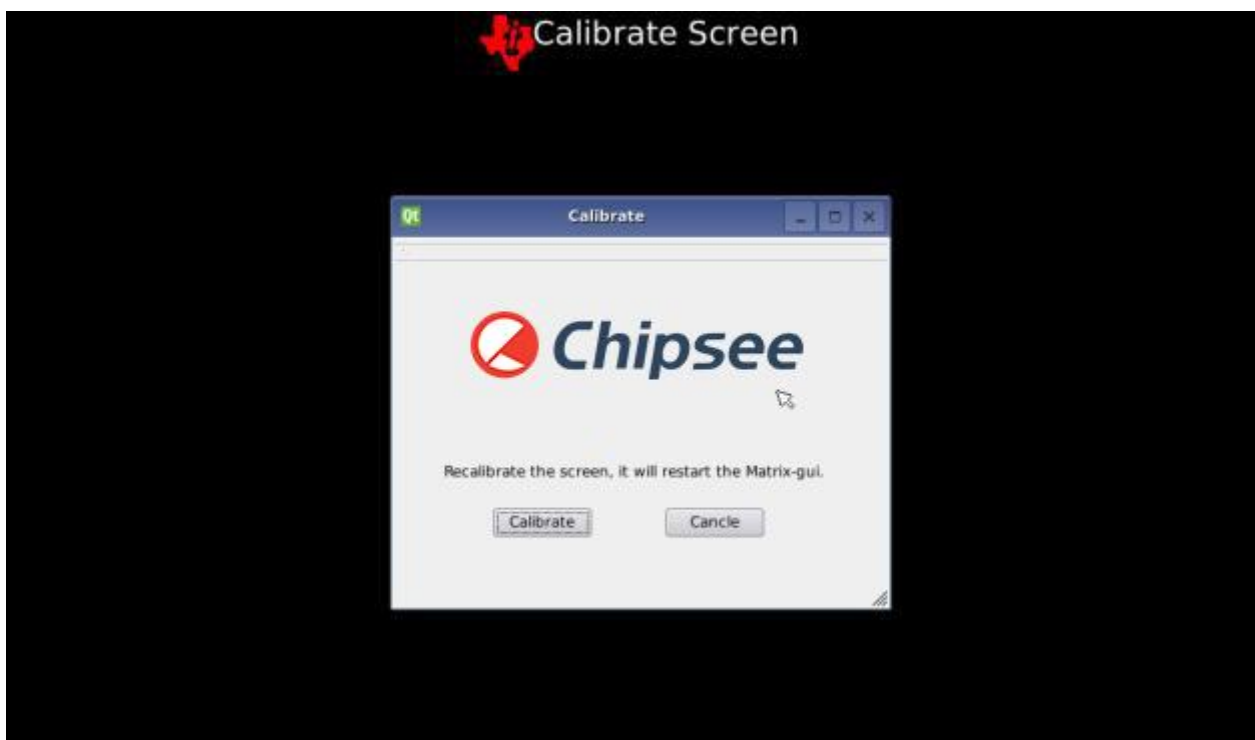 Calibrate Screen
Qt
Calibrate
Chipsee
Recalibrate the screen, it will restart the Matrix-gui.
Calibrate
Cancle